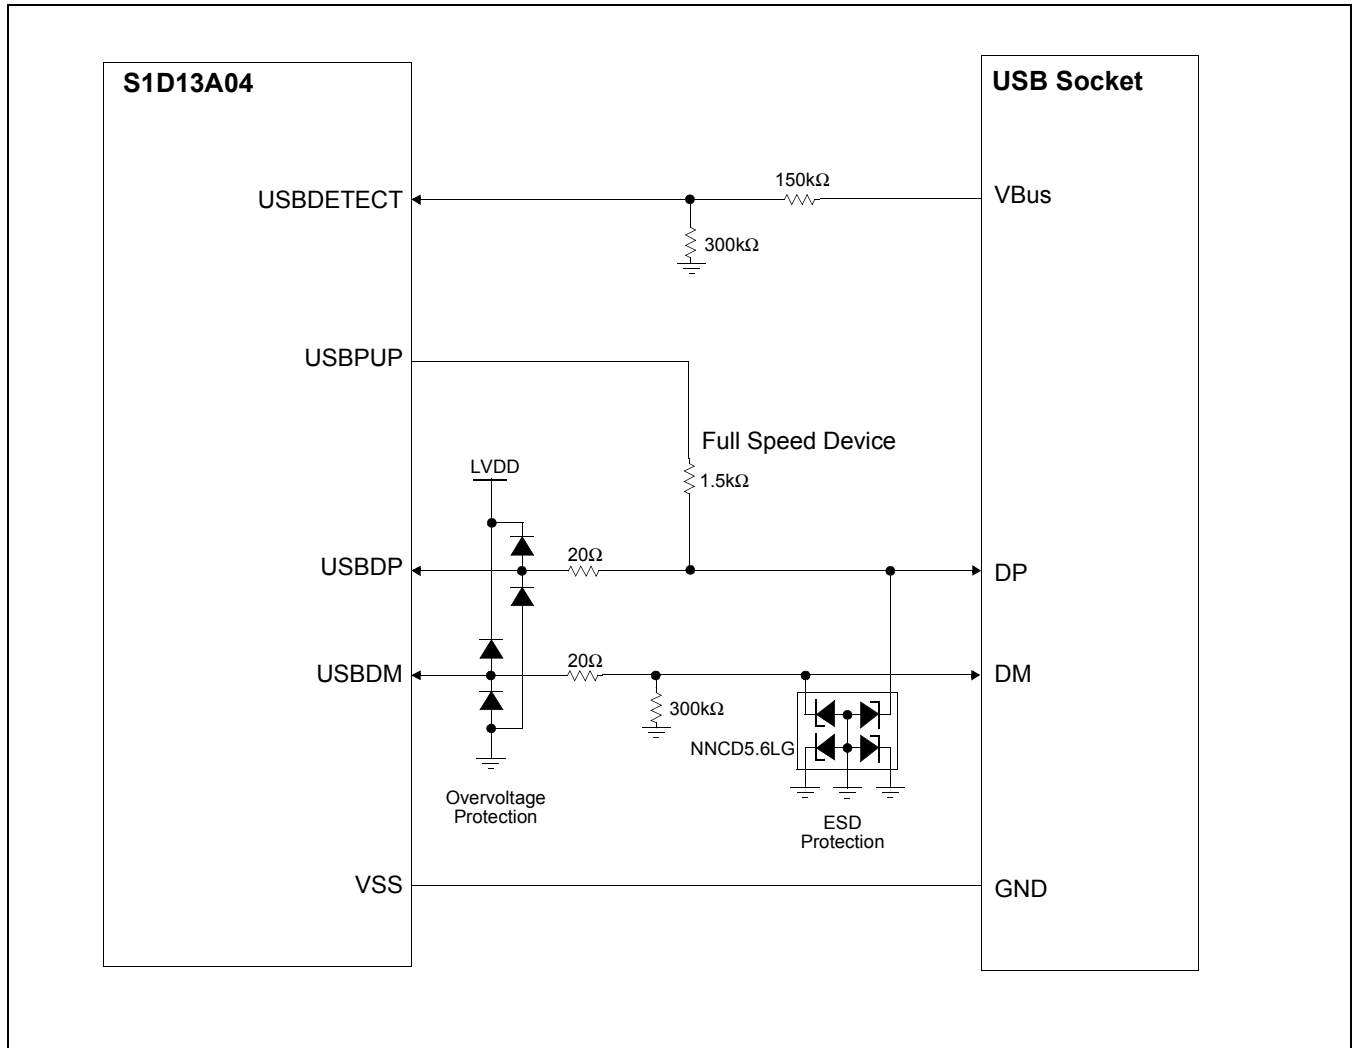 S1D13A04
USB Socket
150kΩ
USBDETECT
VBus
300kΩ
USBPUP
Full Speed Device
LVDD
1.5kΩ
20Ω
USBDP
DP
20Ω
USBDM
DM
300kΩ
NNCD5.6LG
Overvoltage
Protection
ESD
Protection
VSS
GND